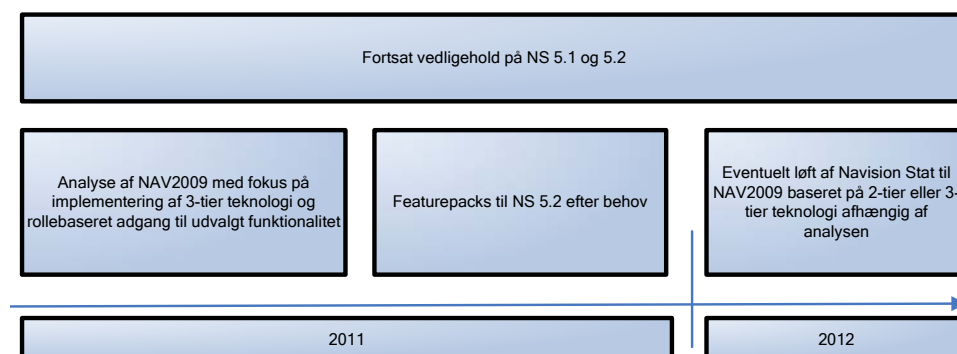 Fortsat vedligehold på NS 5.1 og 5.2
Analyse af NAV2009 med fokus på
implementering af 3-tier teknologi og
rollebaseret adgang til udvalgt funktionalitet
Featurepacks til NS 5.2 efter behov
Eventuelt løft af Navision Stat til
NAV2009 baseret på 2-tier eller 3-
tier teknologi afhængig af
analysen
2011
2012